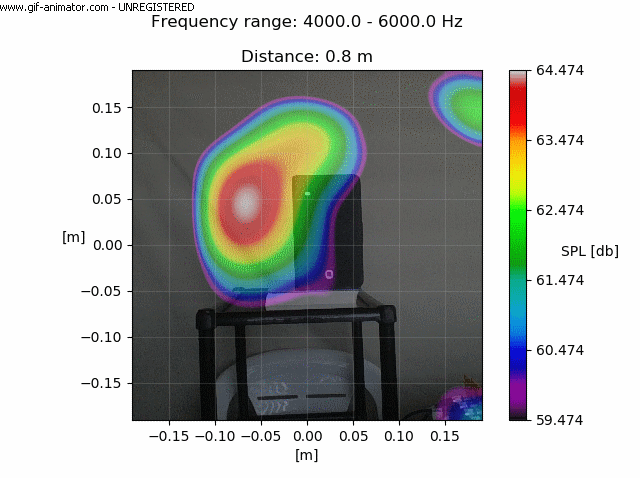 www.gif-animator.com - UNREGISTERED
Frequency range: 4000.0 - 6000.0 Hz
Distance: 0.8 m
64.474
63.474
62.474
61.474
60.474
59.474
SPL [db]
0.15
0.10
0.05
0.00
−0.05
−0.10
−0.15
[m]
−0.15 −0.10 −0.05 0.00 0.05 0.10 0.15
[m]